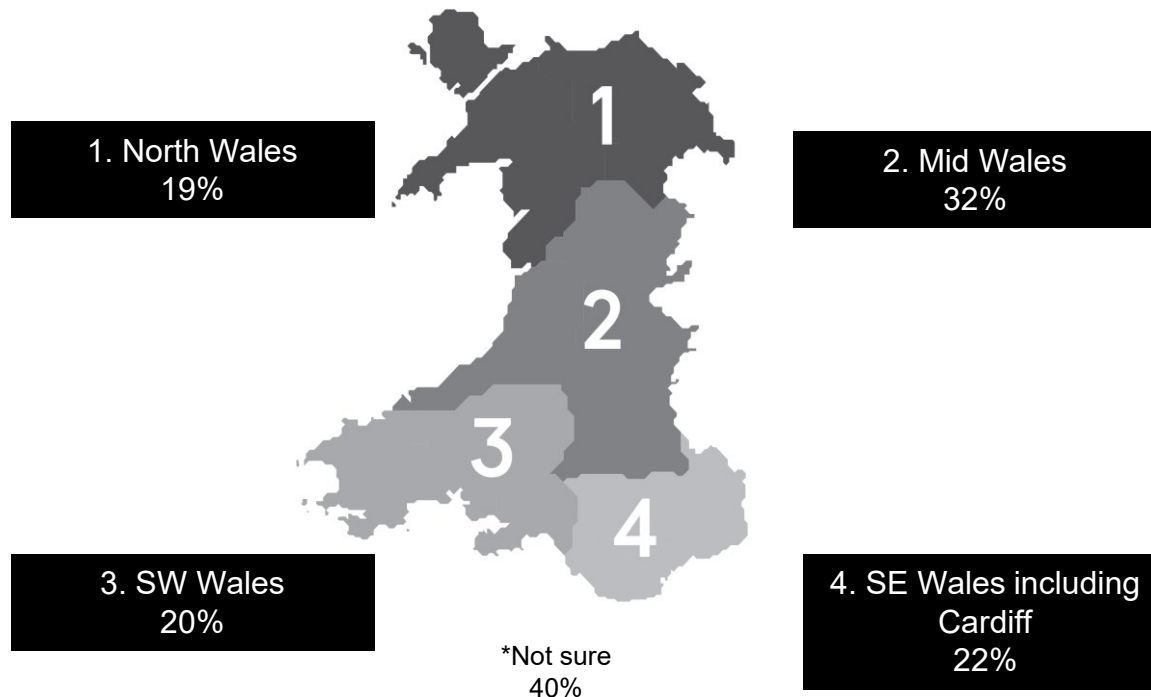 1
1. North Wales
19%
2. Mid Wales
32%
2
3
4
3. SW Wales
20%
4. SE Wales including
Cardiff
22%
*Not sure
40%